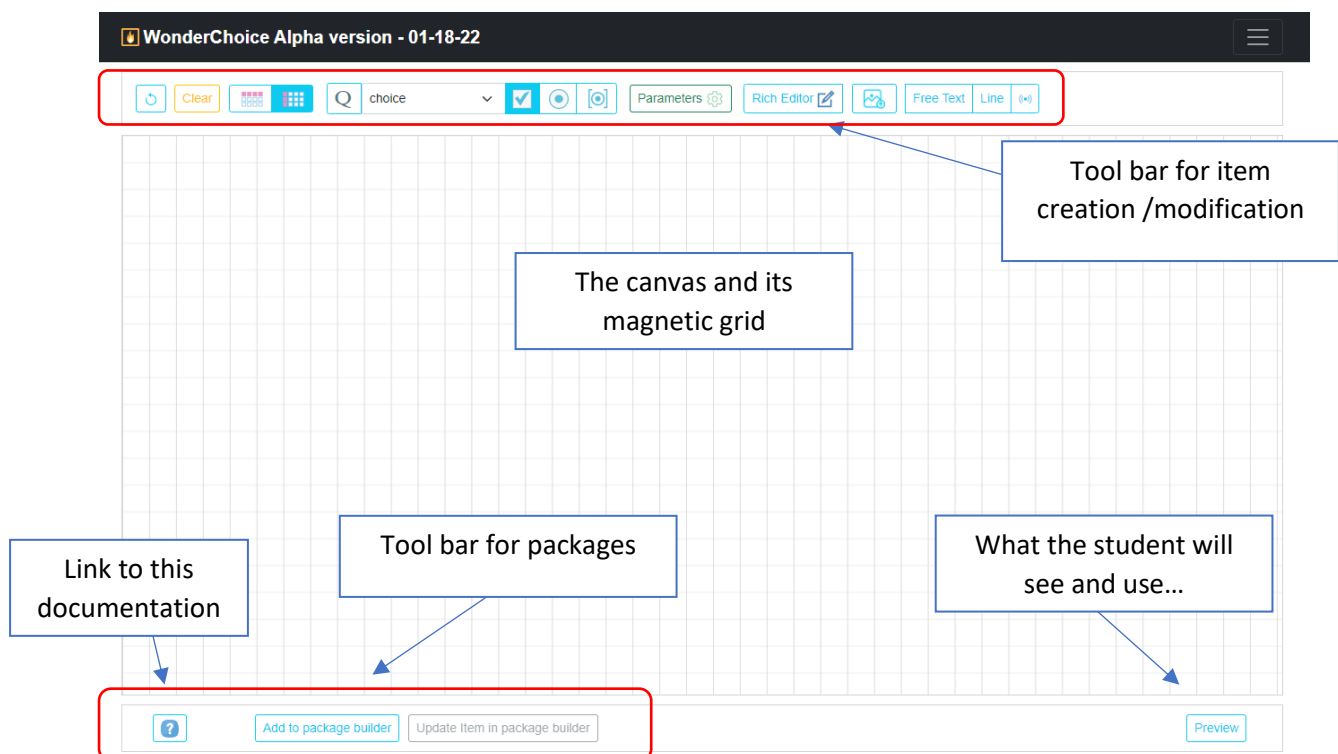 WonderChoice Alpha version - 01-18-22
Clear
Q
choice
Parameters
Rich Editor
Free Text
Line
Tool bar for item
creation /modification
The canvas and its
magnetic grid
Tool bar for packages
What the student will
see and use…
Link to this
documentation
?
Add to package builder
Update Item in package builder
Preview